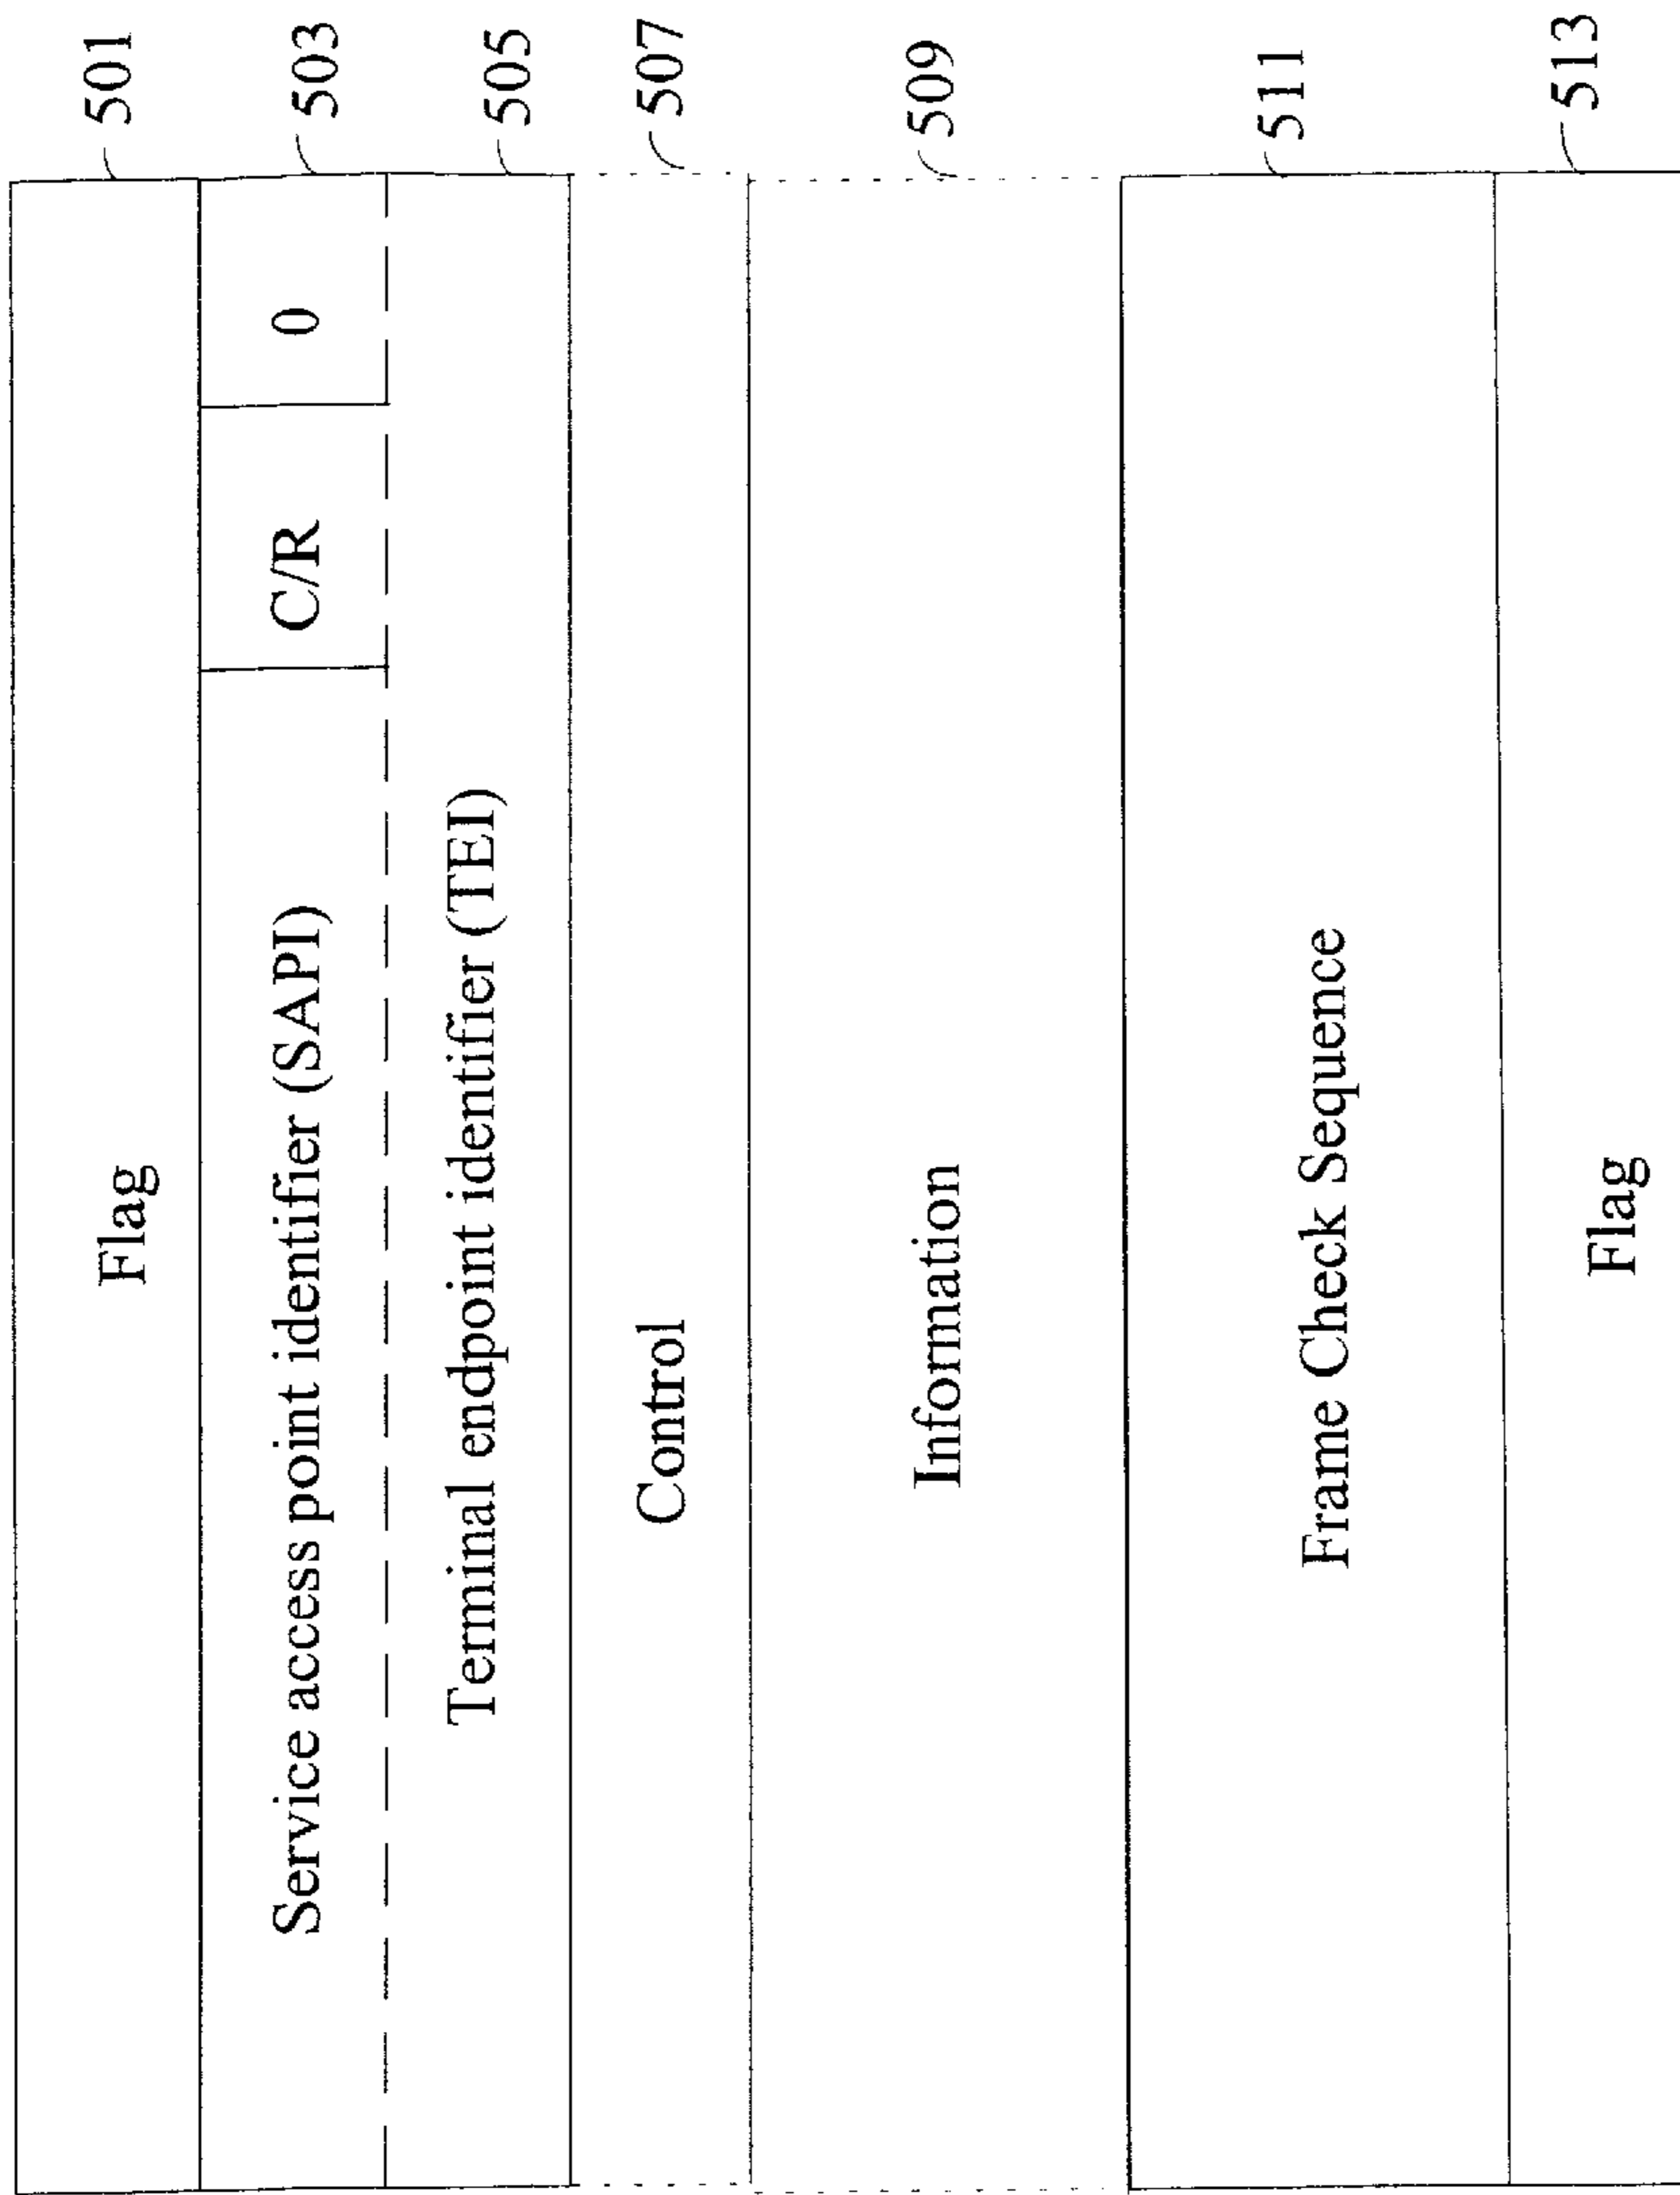 Flag
501
Service access point identifier (SAPI)
C/R
0
503
Terminal endpoint identifier (TEI)
505
Control
507
Information
509
Frame Check Sequence
511
Flag
513